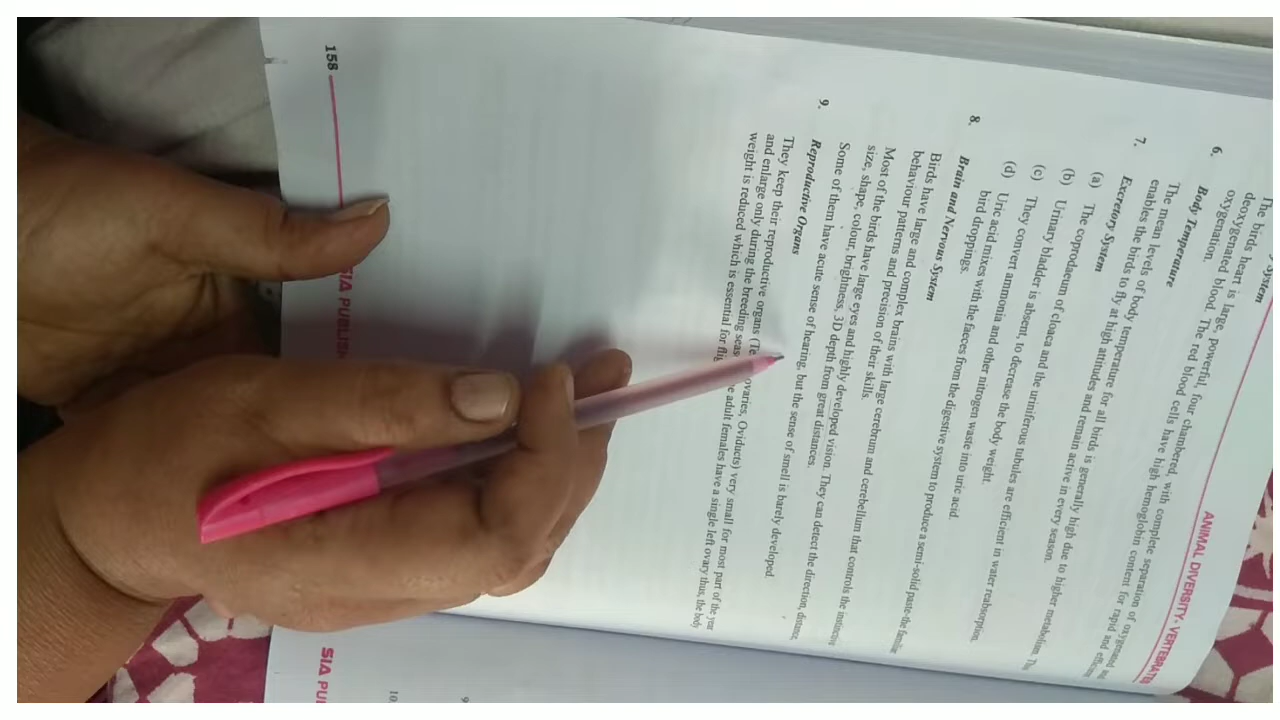 ANIMAL DIVERSITY- VERTEBRATES
y System
The birds heart is large, powerful, four chambered, with complete separation of oxygenated and
deoxygenated blood. The red blood cells have high hemoglobin content for rapid and efficient
oxygenation.
6. Body Temperature
The mean levels of body temperature for all birds is generally high due to higher metabolism. Th
enables the birds to fly at high attitudes and remain active in every season.
7. Excretory System
(a) The coprodaeum of cloaca and the uriniferous tubules are efficient in water reabsorption.
(b) Urinary bladder is absent, to decrease the body weight.
(c) They convert ammonia and other nitrogen waste into uric acid.
(d) Uric acid mixes with the faeces from the digestive system to produce a semi-solid paste-the familiar
bird droppings.
8. Brain and Nervous System
Birds have large and complex brains with large cerebrum and cerebellum that controls the instinctive
behaviour patterns and precision of their skills.
Most of the birds have large eyes and highly developed vision. They can detect the direction, distance,
size, shape, colour, brightness, 3D depth from great distances.
Some of them have acute sense of hearing, but the sense of smell is barely developed.
9. Reproductive Organs
They keep their reproductive organs (Te ovaries, Oviducts) very small for most part of the year
and enlarge only during the breeding seas e adult females have a single left ovary thus, the body
weight is reduced which is essential for flig
158 SIA PUBLISH
SIA PU
9
10